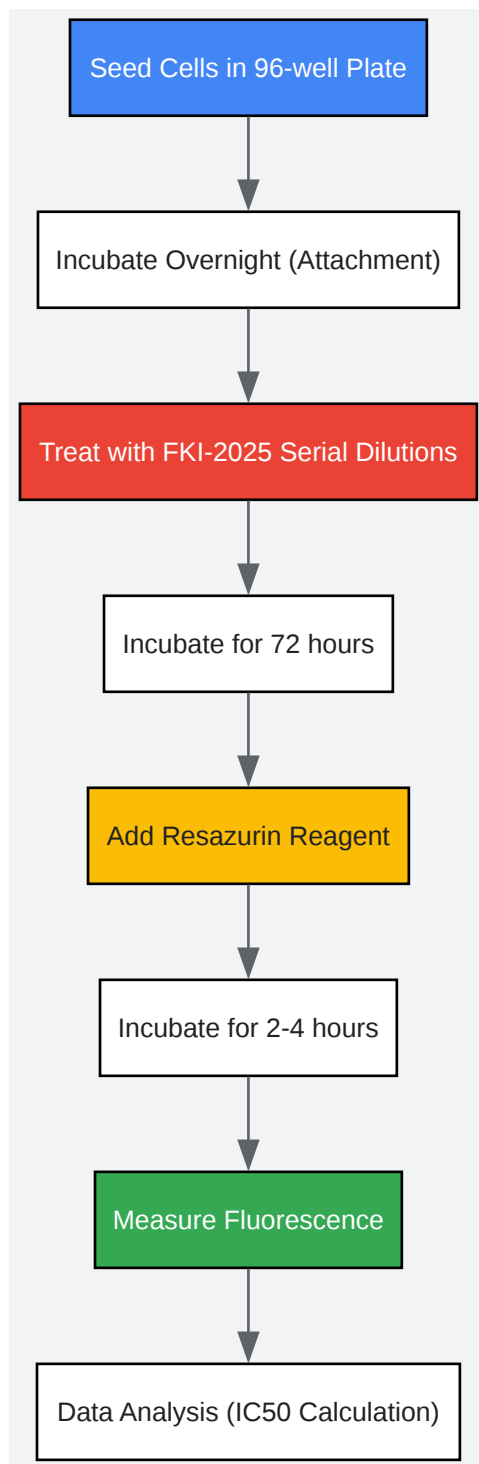 Seed Cells in 96-well Plate
Incubate Overnight (Attachment)
Treat with FKI-2025 Serial Dilutions
Incubate for 72 hours
Add Resazurin Reagent
Incubate for 2-4 hours
Measure Fluorescence
Data Analysis (IC50 Calculation)